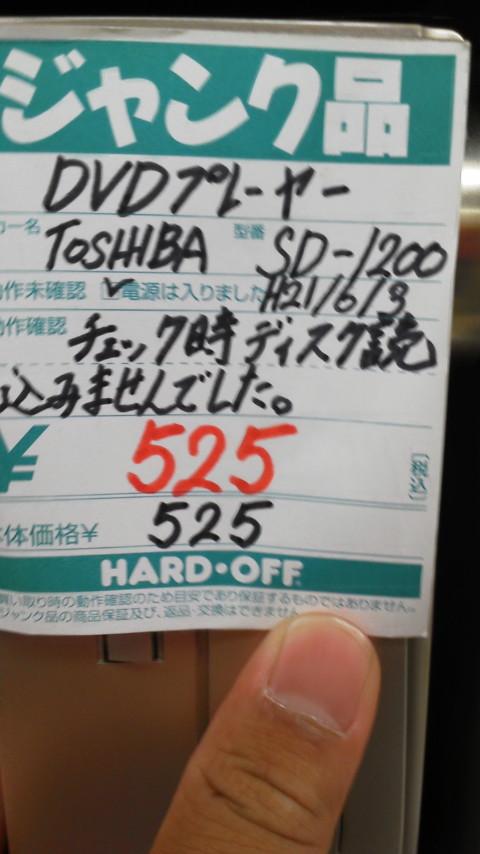 ジャンク品
DVDプレーヤー
カー名 TOSHIBA 型番 SD-1200
動作未確認 ✓電源は入りました H21/6/3
動作確認 チェック時 ディスク読
込みませんでした。
¥ 525 [税込]
体価格¥ 525
HARD・OFF
買い取り時の動作確認のため目安であり保証するものではありません。
ジャンク品の商品保証及び、返品・交換はできません。